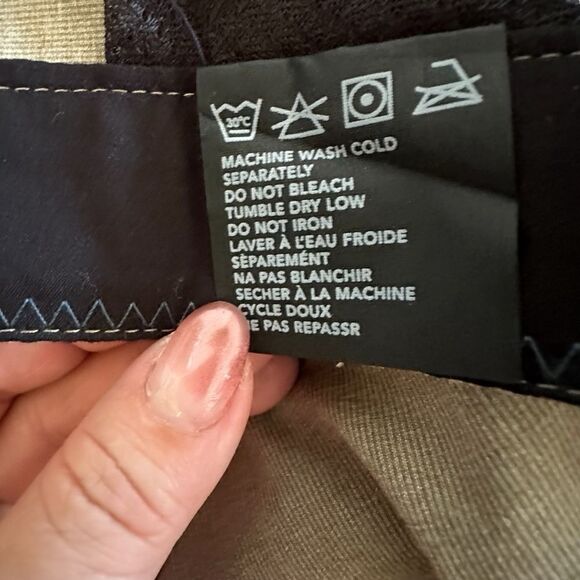 30°C
MACHINE WASH COLD
SEPARATELY
DO NOT BLEACH
TUMBLE DRY LOW
DO NOT IRON
LAVER À L'EAU FROIDE
SÉPAREMÉNT
NA PAS BLANCHIR
SECHER À LA MACHINE
CYCLE DOUX
NE PAS REPASSR